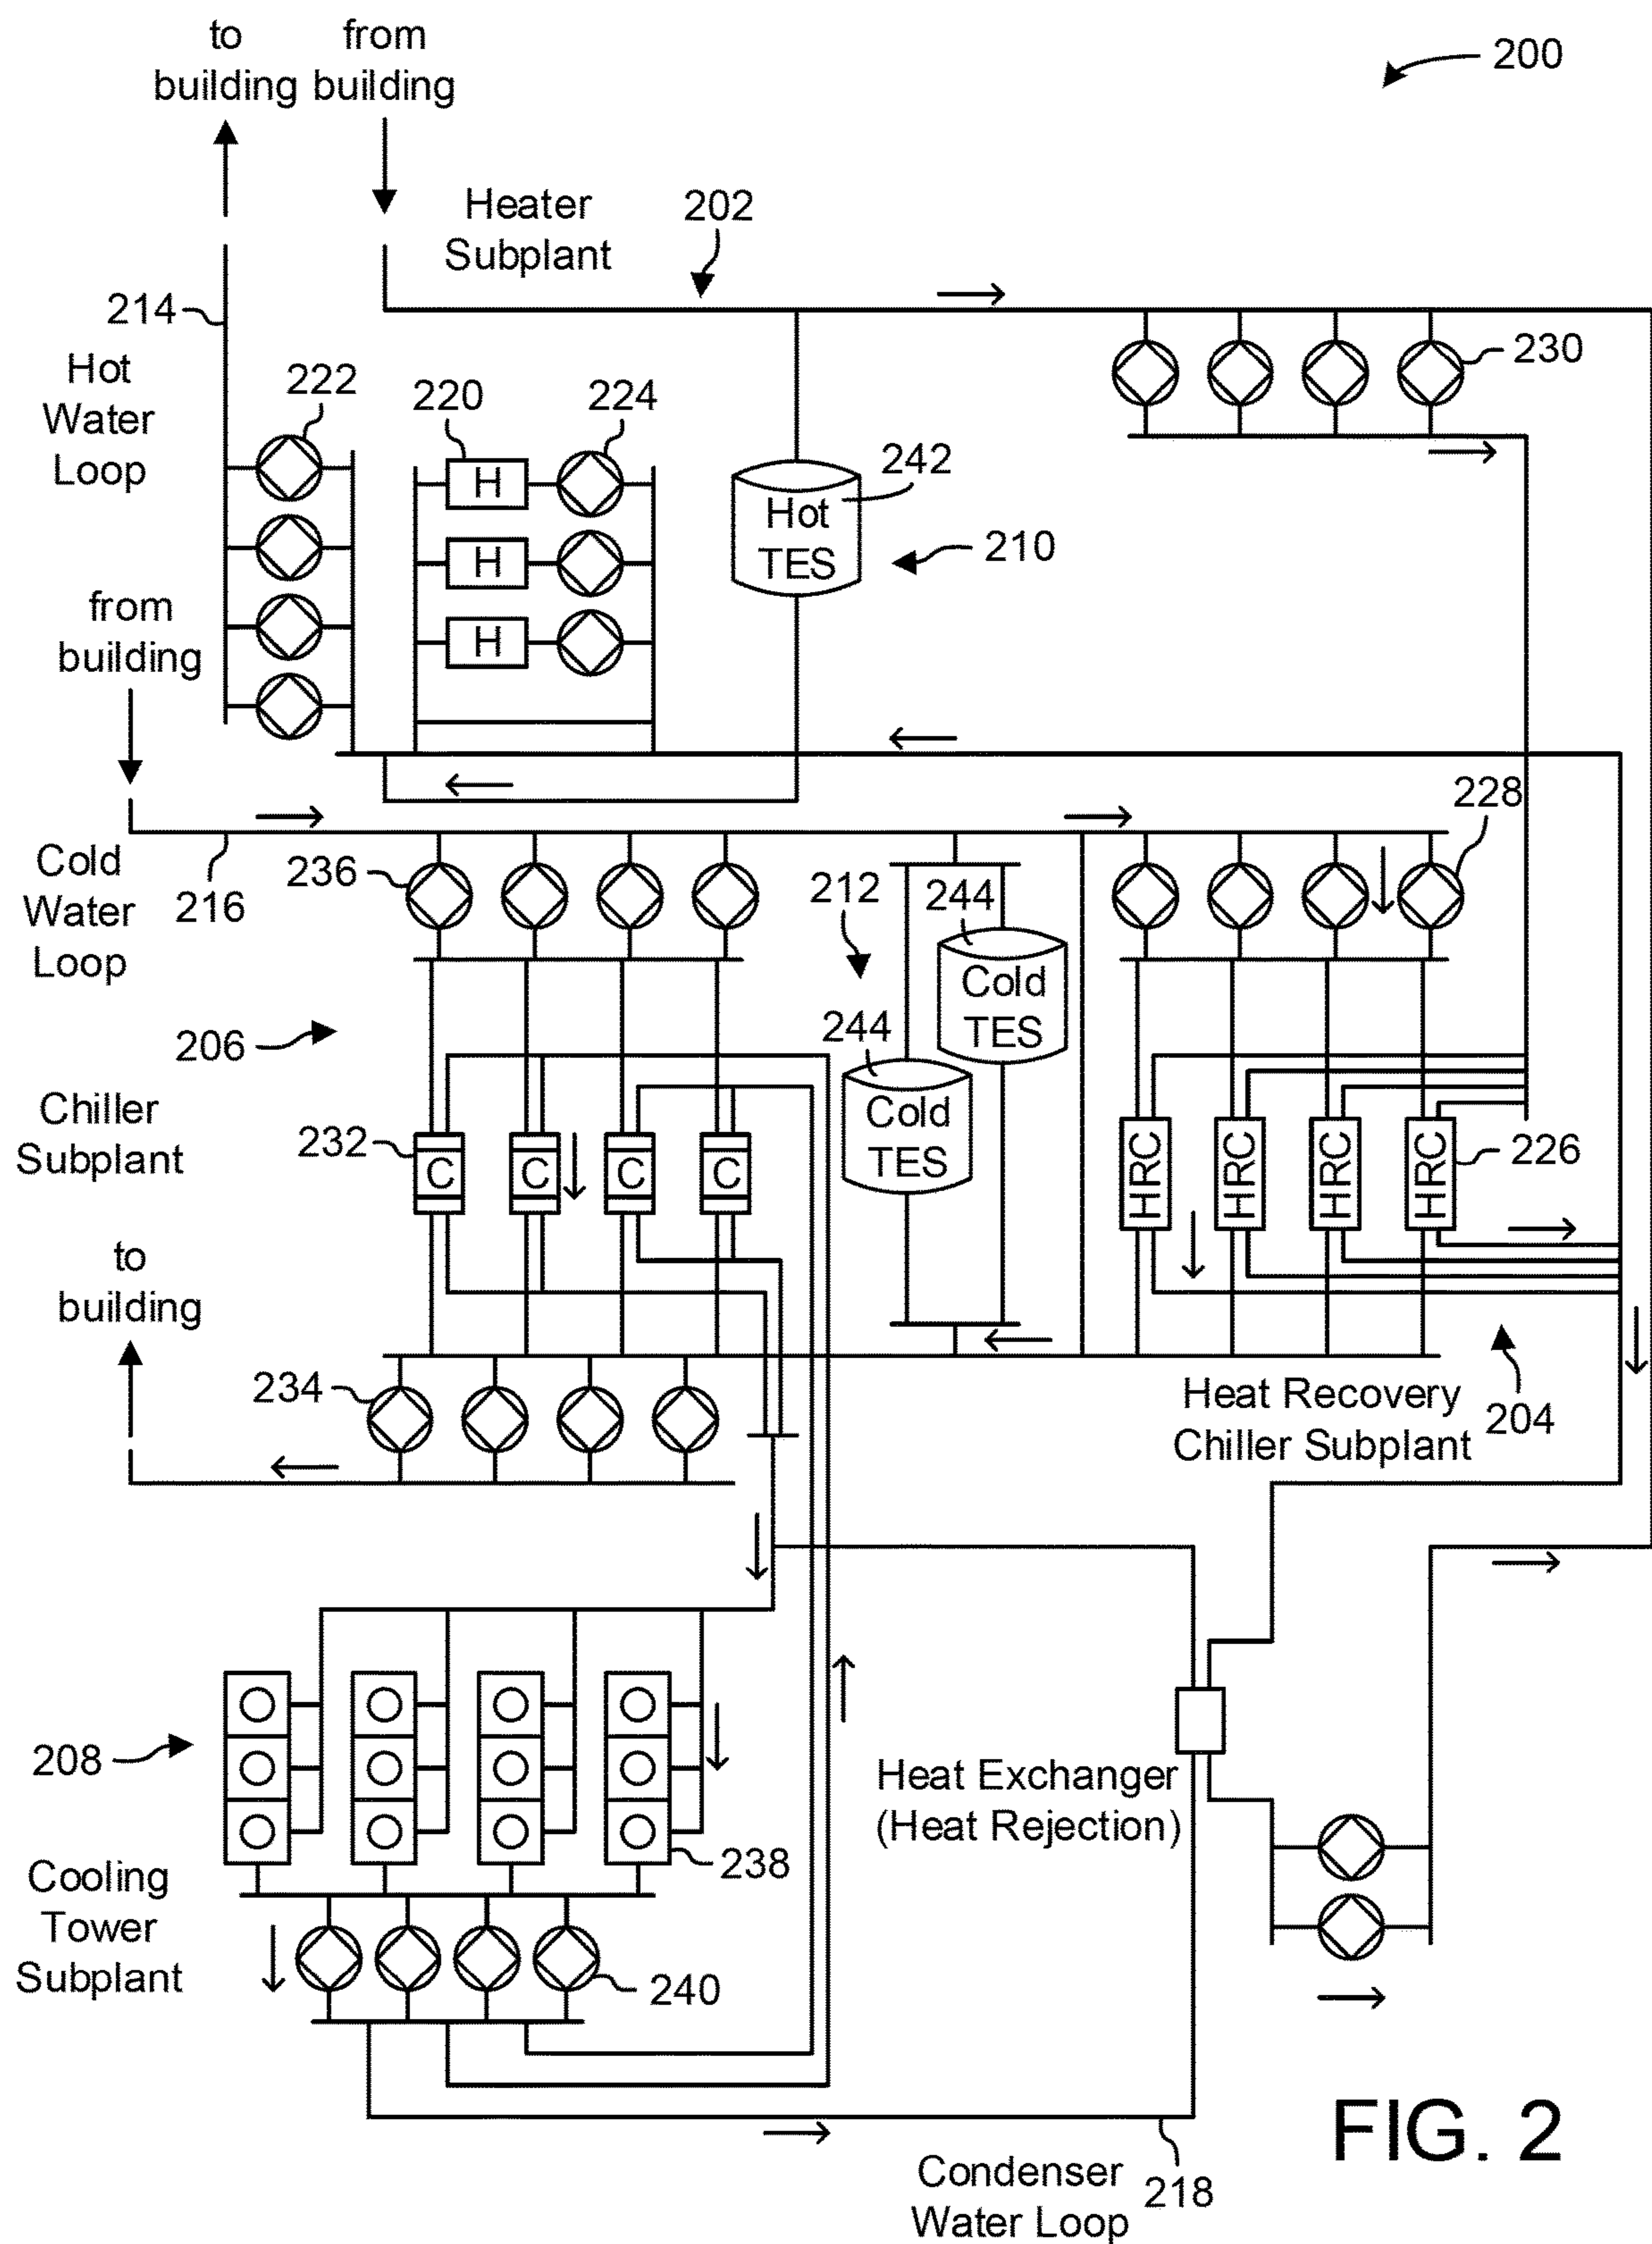 to
building
from
building
200
Heater
Subplant
202
214
Hot
Water
Loop
222
220
224
230
H
H
H
242
Hot
TES
210
from
building
228
Cold
Water
Loop
216
236
212
244
Cold
TES
244
Cold
TES
206
Chiller
Subplant
232
C
C
C
C
HRC
HRC
HRC
HRC
226
to
building
234
Heat Recovery
Chiller Subplant
204
208
Heat Exchanger
(Heat Rejection)
238
Cooling
Tower
Subplant
240
FIG. 2
Condenser
Water Loop
218